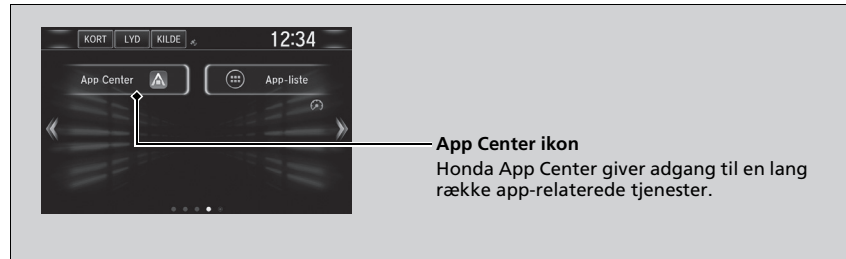 KORT LYD KILDE 12:34
App Center App-liste
App Center ikon
Honda App Center giver adgang til en lang
række app-relaterede tjenester.